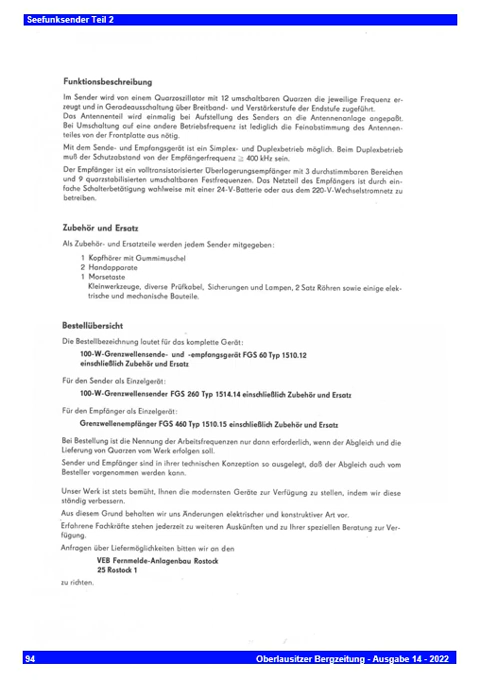 Seefunksender Teil 2
Funktionsbeschreibung
Im Sender wird von einem Quarzoszillator mit 12 umschaltbaren Quarzen die jeweilige Frequenz er-
zeugt und in Geradeausschaltung über Breitband- und Verstärkerstufe der Endstufe zugeführt.
Das Antennenteil wird einmalig bei Aufstellung des Senders an die Antennenanlage angepaßt.
Bei Umschaltung auf eine andere Betriebsfrequenz ist lediglich die Feinabstimmung des Antennen-
teiles von der Frontplatte aus nötig.
Mit dem Sende- und Empfangsgerät ist ein Simplex- und Duplexbetrieb möglich. Beim Duplexbetrieb
muß der Schutzabstand von der Empfängerfrequenz ≧ 400 kHz sein.
Der Empfänger ist ein volltransistorisierter Überlagerungsempfänger mit 3 durchstimmbaren Bereichen
und 9 quarzstabilisierten umschaltbaren Festfrequenzen. Das Netzteil des Empfängers ist durch ein-
fache Schalterbetätigung wahlweise mit einer 24-V-Batterie oder aus dem 220-V-Wechselstromnetz zu
betreiben.
Zubehör und Ersatz
Als Zubehör- und Ersatzteile werden jedem Sender mitgegeben:
1 Kopfhörer mit Gummimuschel
2 Handapparate
1 Morsetaste
Kleinwerkzeuge, diverse Prüfkabel, Sicherungen und Lampen, 2 Satz Röhren sowie einige elek-
trische und mechanische Bauteile.
Bestellübersicht
Die Bestellbezeichnung lautet für das komplette Gerät:
100-W-Grenzwellensende- und -empfangsgerät FGS 60 Typ 1510.12
einschließlich Zubehör und Ersatz
Für den Sender als Einzelgerät:
100-W-Grenzwellensender FGS 260 Typ 1514.14 einschließlich Zubehör und Ersatz
Für den Empfänger als Einzelgerät:
Grenzwellenempfänger FGS 460 Typ 1510.15 einschließlich Zubehör und Ersatz
Bei Bestellung ist die Nennung der Arbeitsfrequenzen nur dann erforderlich, wenn der Abgleich und die
Lieferung von Quarzen vom Werk erfolgen soll.
Sender und Empfänger sind in ihrer technischen Konzeption so ausgelegt, daß der Abgleich auch vom
Besteller vorgenommen werden kann.
Unser Werk ist stets bemüht, Ihnen die modernsten Geräte zur Verfügung zu stellen, indem wir diese
ständig verbessern.
Aus diesem Grund behalten wir uns Änderungen elektrischer und konstruktiver Art vor.
Erfahrene Fachkräfte stehen jederzeit zu weiteren Auskünften und zu Ihrer speziellen Beratung zur Ver-
fügung.
Anfragen über Liefermöglichkeiten bitten wir an den
VEB Fernmelde-Anlagenbau Rostock
25 Rostock 1
zu richten.
94 Oberlausitzer Bergzeitung - Ausgabe 14 - 2022